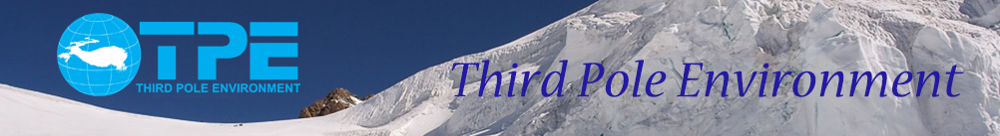 TPE
THIRD POLE ENVIRONMENT
Third Pole Environment